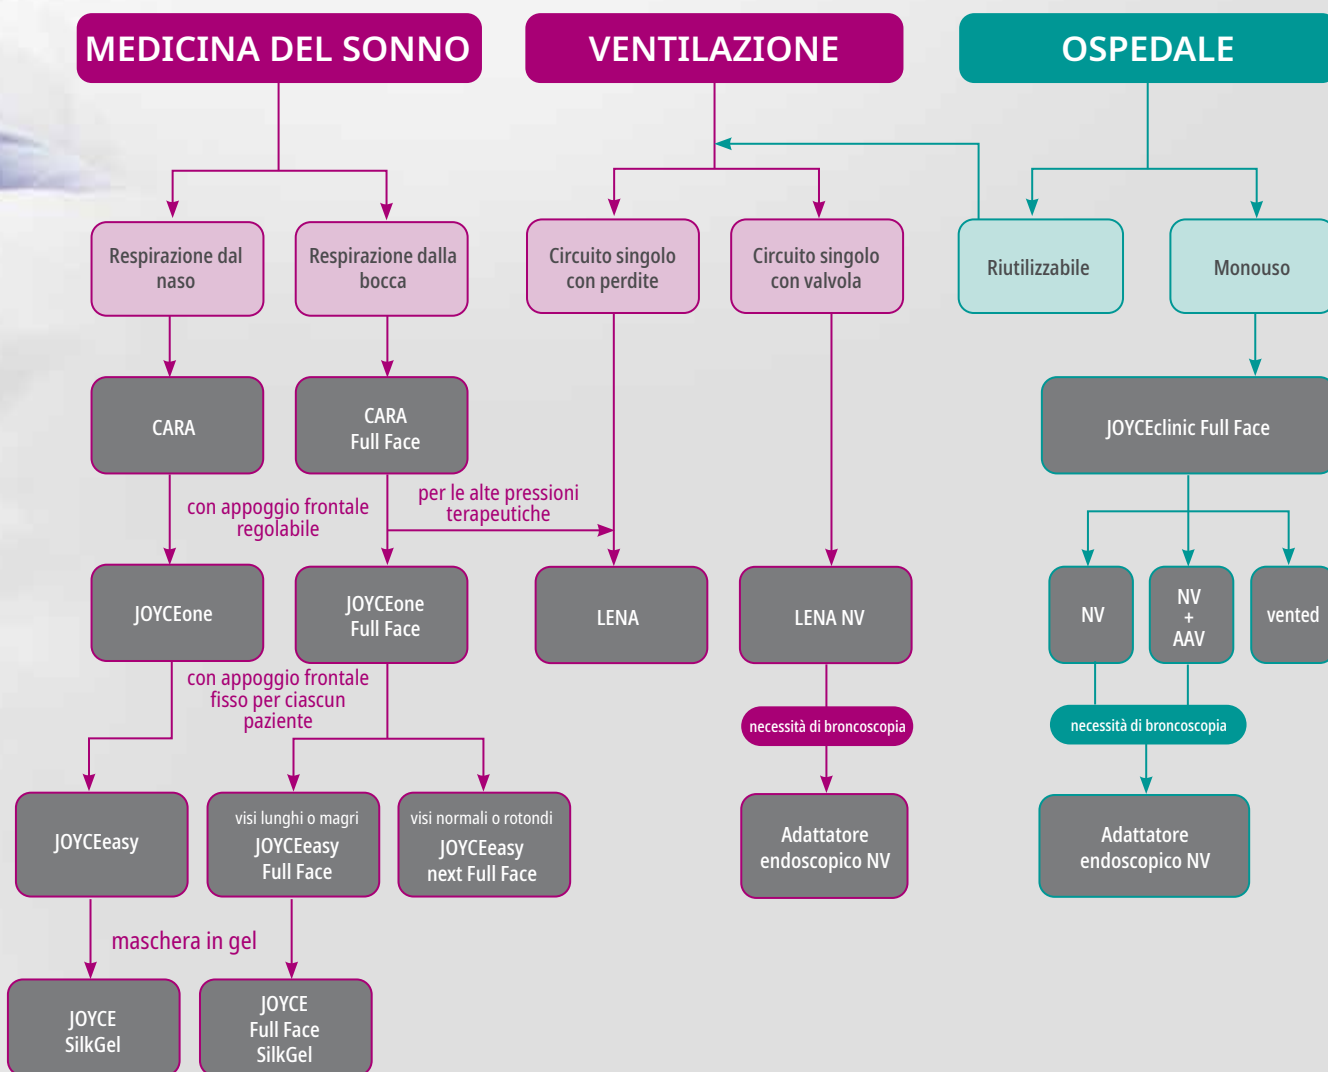 MEDICINA DEL SONNO
VENTILAZIONE
OSPEDALE
Respirazione dal
naso
Respirazione dalla
bocca
Circuito singolo
con perdite
Circuito singolo
con valvola
Riutilizzabile
Monouso
CARA
CARA
Full Face
JOYCEclinic Full Face
con appoggio frontale
regolabile
per le alte pressioni
terapeutiche
JOYCEone
JOYCEone
Full Face
LENA
LENA NV
NV
NV
+
AAV
vented
con appoggio frontale
fisso per ciascun
paziente
necessità di broncoscopia
necessità di broncoscopia
JOYCEeasy
visi lunghi o magri
JOYCEeasy
Full Face
visi normali o rotondi
JOYCEeasy
next Full Face
Adattatore
endoscopico NV
Adattatore
endoscopico NV
maschera in gel
JOYCE
SilkGel
JOYCE
Full Face
SilkGel